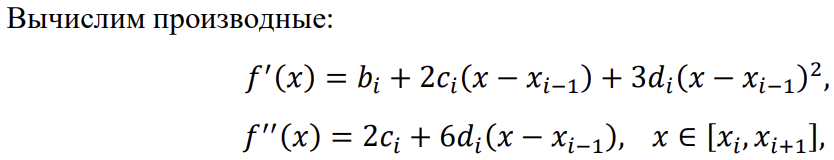 Вычислим производные:
f′(x) = bᵢ + 2cᵢ(x − xᵢ₋₁) + 3dᵢ(x − xᵢ₋₁)²,
f′′(x) = 2cᵢ + 6dᵢ(x − xᵢ₋₁), x ∈ [xᵢ, xᵢ₊₁],